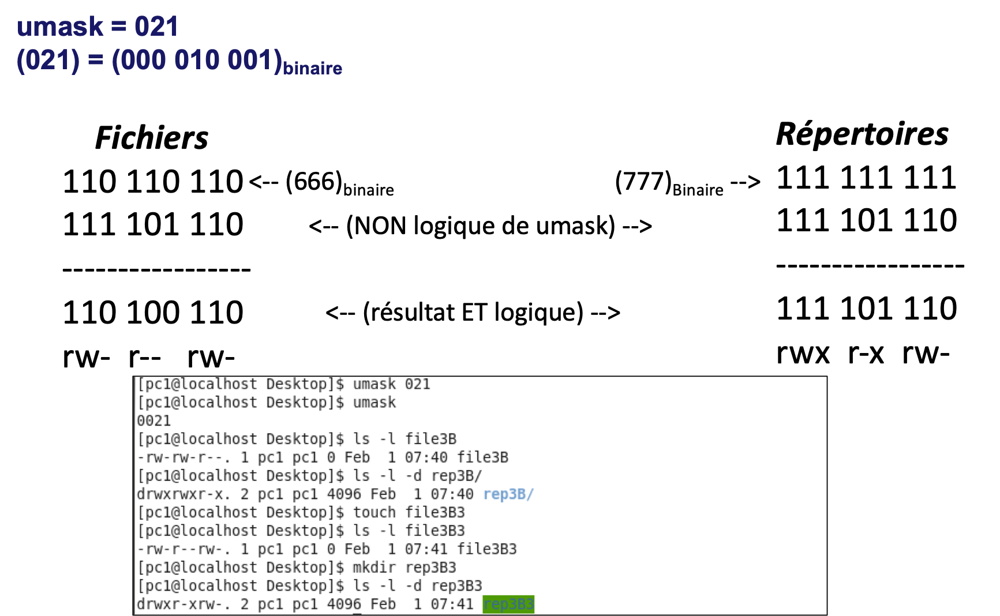 umask = 021
(021) = (000 010 001)binaire
Fichiers
Répertoires
110 110 110 <-- (666)binaire
(777)Binaire --> 111 111 111
111 101 110 <-- (NON logique de umask) --> 111 101 110
-----------------
-----------------
110 100 110 <-- (résultat ET logique) --> 111 101 110
rw- r-- rw-
rwx r-x rw-
[pc1@localhost Desktop]$ umask 021
[pc1@localhost Desktop]$ umask
0021
[pc1@localhost Desktop]$ ls -l file3B
-rw-rw-r--. 1 pc1 pc1 0 Feb  1 07:40 file3B
[pc1@localhost Desktop]$ ls -l -d rep3B/
drwxrwxr-x. 2 pc1 pc1 4096 Feb  1 07:40 rep3B/
[pc1@localhost Desktop]$ touch file3B3
[pc1@localhost Desktop]$ ls -l file3B3
-rw-r--rw-. 1 pc1 pc1 0 Feb  1 07:41 file3B3
[pc1@localhost Desktop]$ mkdir rep3B3
[pc1@localhost Desktop]$ ls -l -d rep3B3
drwxr-xrw-. 2 pc1 pc1 4096 Feb  1 07:41 rep3B3